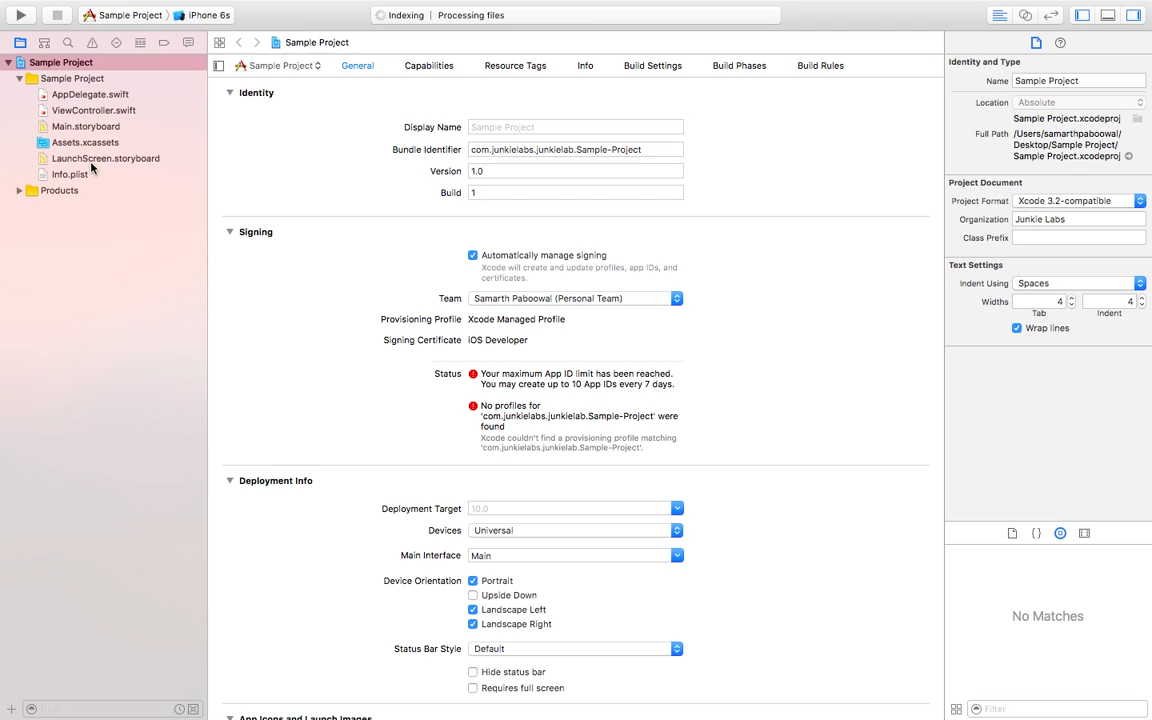 Sample Project > iPhone 6s
Indexing | Processing files
Sample Project
Sample Project
AppDelegate.swift
ViewController.swift
Main.storyboard
Assets.xcassets
LaunchScreen.storyboard
Info.plist
Products
Filter
Sample Project
Sample Project General Capabilities Resource Tags Info Build Settings Build Phases Build Rules
Identity
Display Name Sample Project
Bundle Identifier com.junkielabs.junkielab.Sample-Project
Version 1.0
Build 1
Signing
Automatically manage signing
Xcode will create and update profiles, app IDs, and
certificates.
Team Samarth Paboowal (Personal Team)
Provisioning Profile Xcode Managed Profile
Signing Certificate iOS Developer
Status Your maximum App ID limit has been reached.
You may create up to 10 App IDs every 7 days.
No profiles for
'com.junkielabs.junkielab.Sample-Project' were
found
Xcode couldn't find a provisioning profile matching
'com.junkielabs.junkielab.Sample-Project'.
Deployment Info
Deployment Target 10.0
Devices Universal
Main Interface Main
Device Orientation Portrait
Upside Down
Landscape Left
Landscape Right
Status Bar Style Default
Hide status bar
Requires full screen
App Icons and Launch Images
Identity and Type
Name Sample Project
Location Absolute
Sample Project.xcodeproj
Full Path /Users/samarthpaboowal/
Desktop/Sample Project/
Sample Project.xcodeproj
Project Document
Project Format Xcode 3.2-compatible
Organization Junkie Labs
Class Prefix
Text Settings
Indent Using Spaces
Widths 4 4
Tab Indent
Wrap lines
{ }
No Matches
Filter